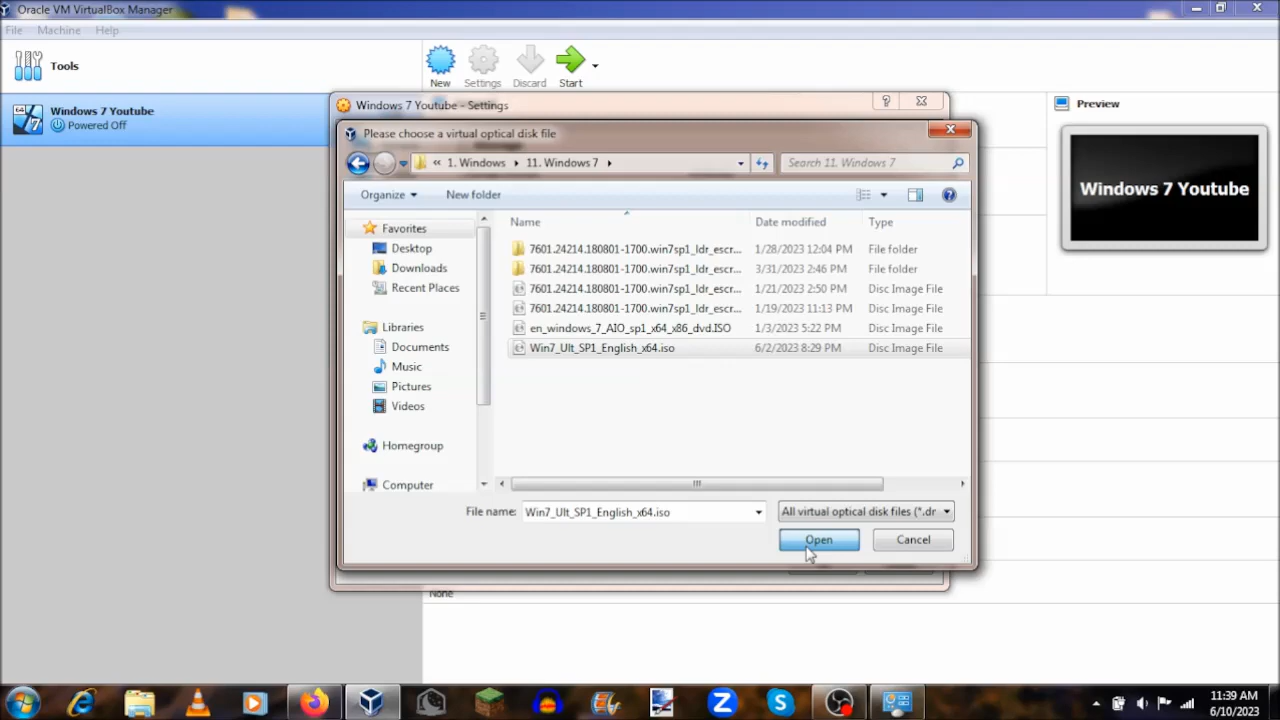 Oracle VM VirtualBox Manager
File Machine Help
Tools
New Settings Discard Start
Windows 7 Youtube
Powered Off
Windows 7 Youtube - Settings
Please choose a virtual optical disk file
« 1. Windows 11. Windows 7
Search 11. Windows 7
Organize New folder
Favorites
Desktop
Downloads
Recent Places
Libraries
Documents
Music
Pictures
Videos
Homegroup
Computer
Name Date modified Type
7601.24214.180801-1700.win7sp1_ldr_escr... 1/28/2023 12:04 PM File folder
7601.24214.180801-1700.win7sp1_ldr_escr... 3/31/2023 2:46 PM File folder
7601.24214.180801-1700.win7sp1_ldr_escr... 1/21/2023 2:50 PM Disc Image File
7601.24214.180801-1700.win7sp1_ldr_escr... 1/19/2023 11:13 PM Disc Image File
en_windows_7_AIO_sp1_x64_x86_dvd.ISO 1/3/2023 5:22 PM Disc Image File
Win7_Ult_SP1_English_x64.iso 6/2/2023 8:29 PM Disc Image File
File name: Win7_Ult_SP1_English_x64.iso All virtual optical disk files (*.dr
Open Cancel
None
Preview
Windows 7 Youtube
11:39 AM
6/10/2023